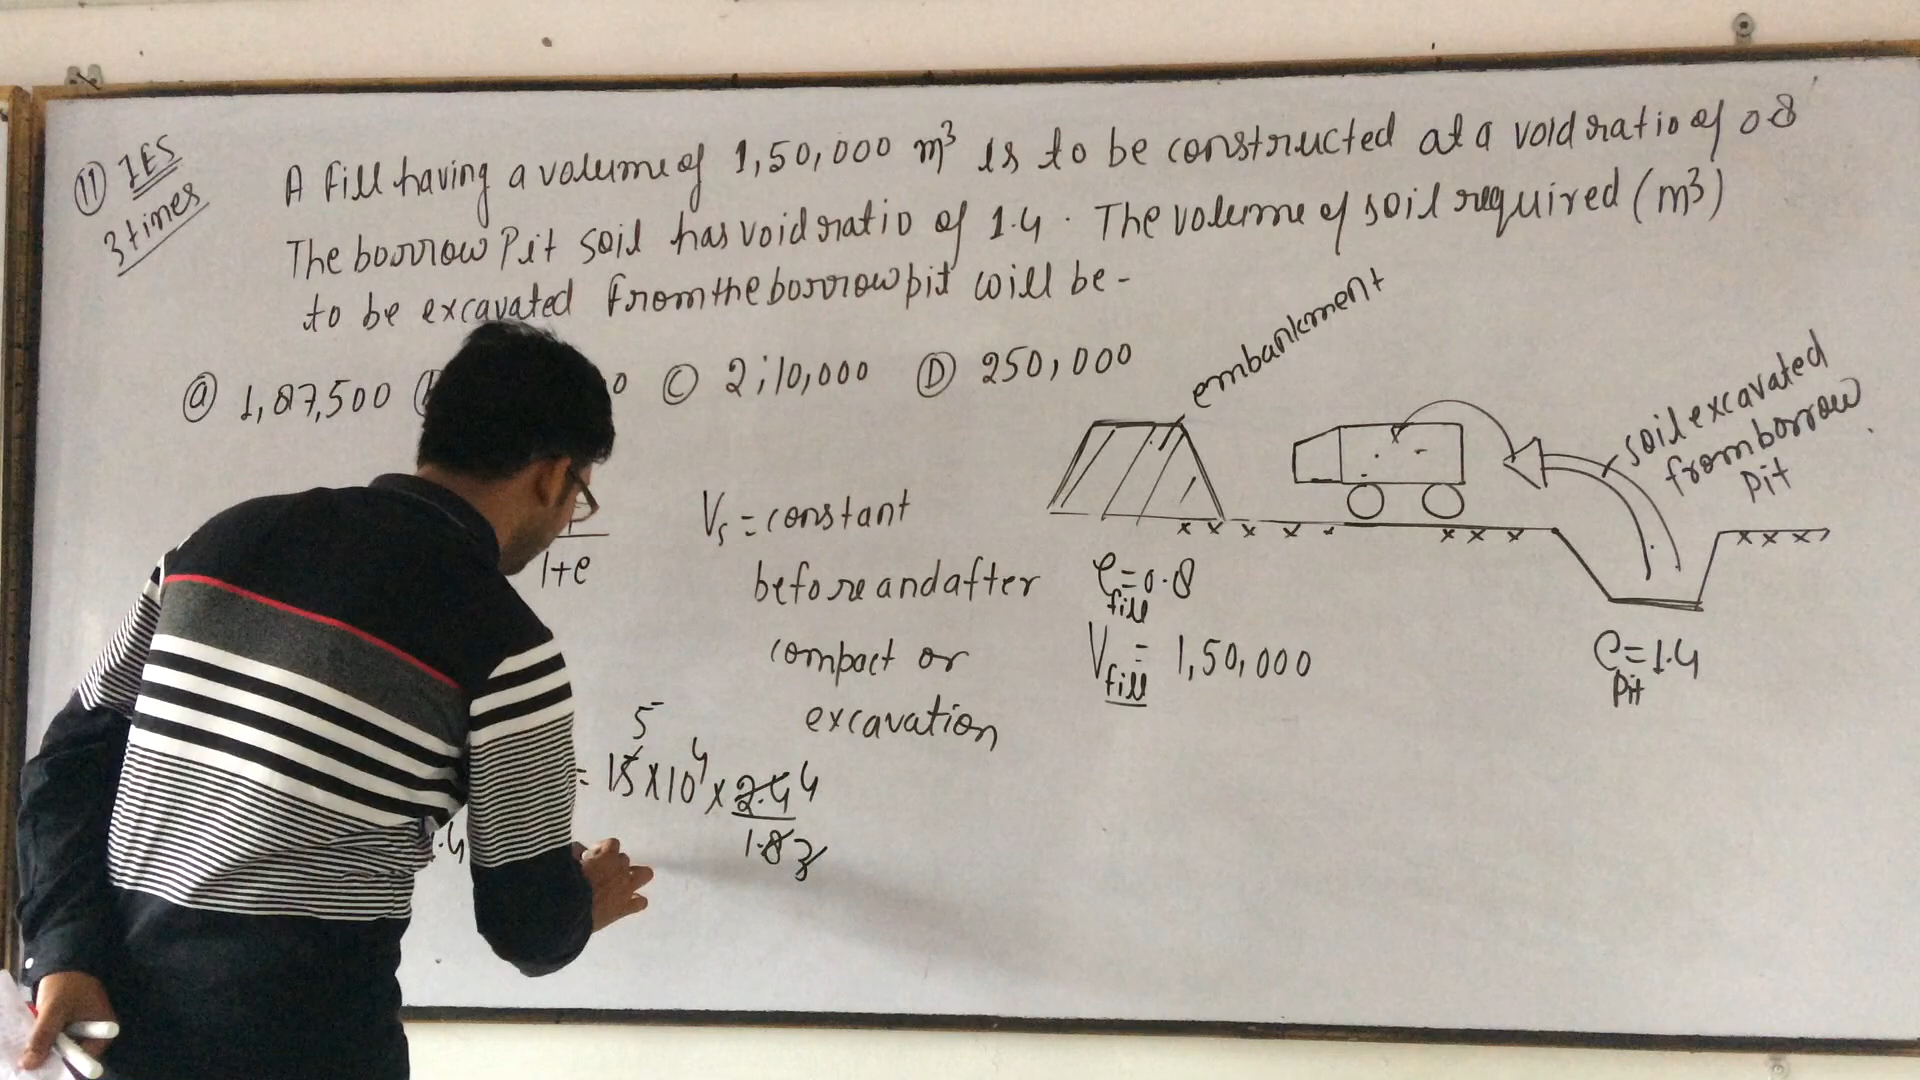 ⑪ IES
3 times
A fill having a volume of 1,50,000 m³ is to be constructed at a void ratio of 0.8
The borrow Pit soil has void ratio of 1.4. The volume of soil required (m³)
to be excavated from the borrow pit will be -
ⓐ 1,87,500 0 Ⓒ 2,10,000 Ⓓ 250,000
embankment
soil excavated
from borrow
pit
1+e
Vs = constant
before and after
compact or
excavation
e fill = 0.8
V fill = 1,50,000
e pit = 1.4
5
= 15 × 10⁴ × 2.4 4
1.8 3
.4